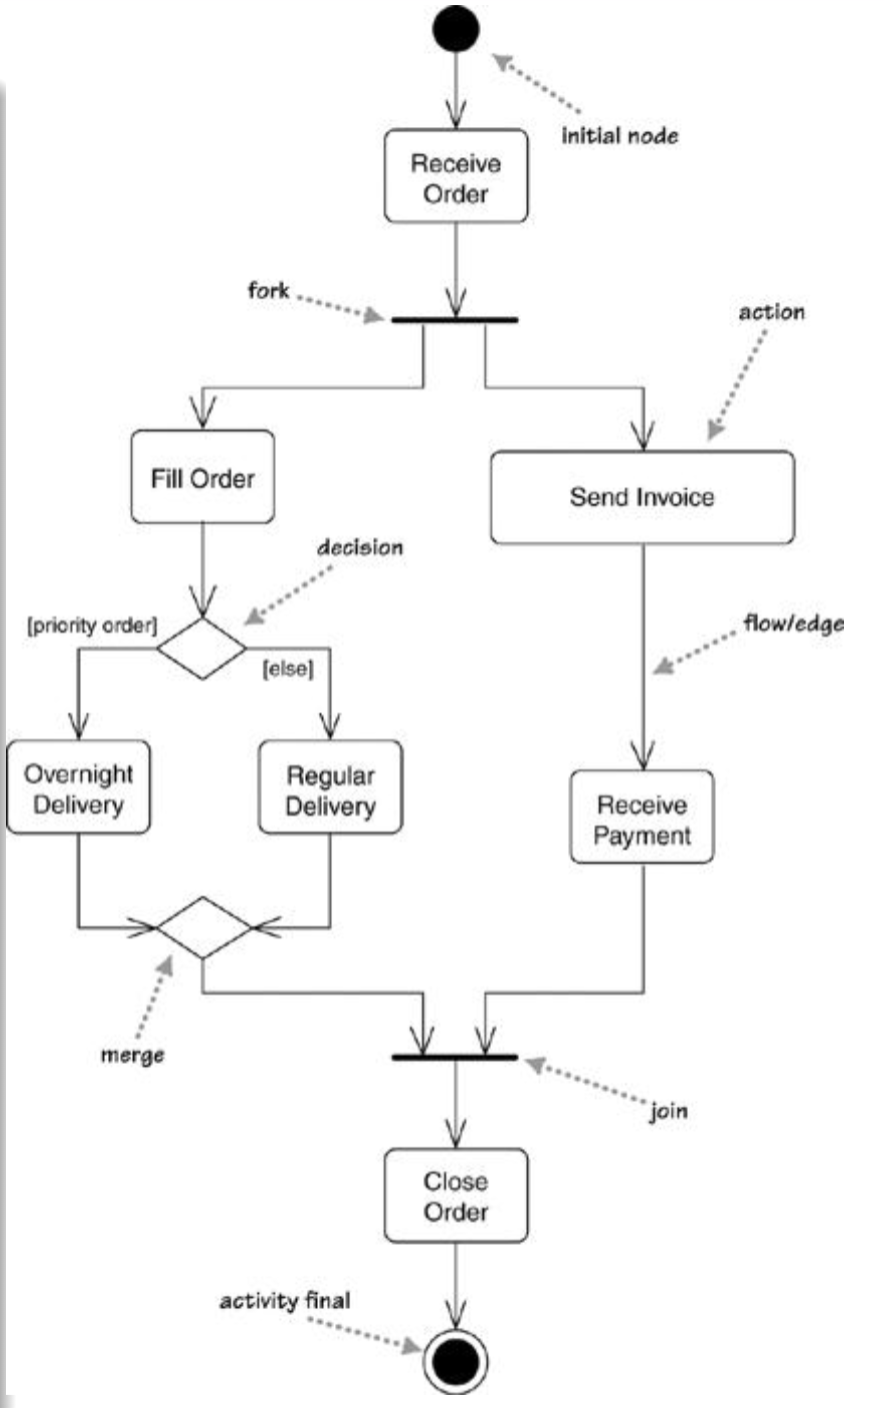 initial node
Receive
Order
fork
action
Fill Order
Send Invoice
decision
[priority order]
flow/edge
[else]
Overnight
Delivery
Regular
Delivery
Receive
Payment
merge
join
Close
Order
activity final